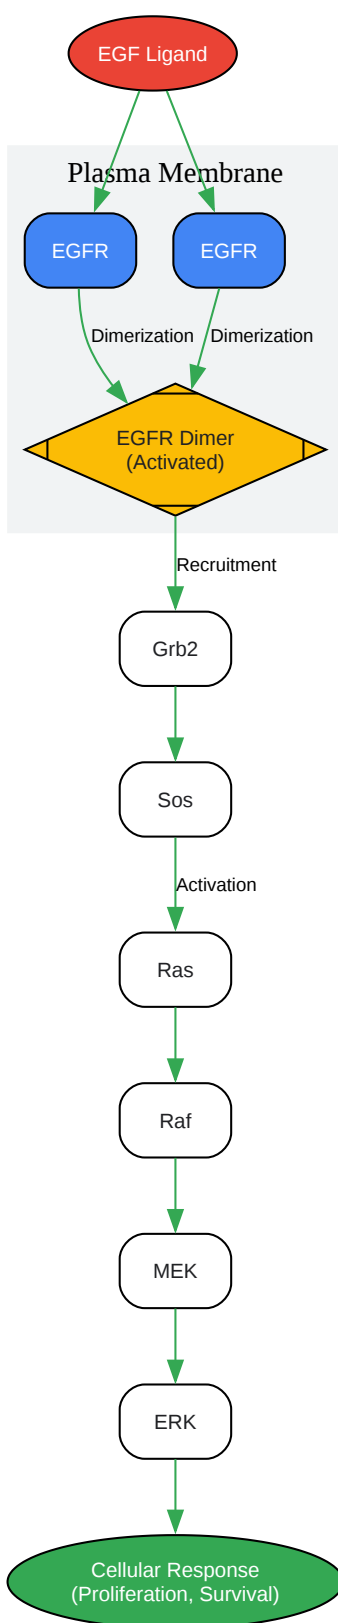 EGF Ligand
Plasma Membrane
EGFR
EGFR
Dimerization
Dimerization
EGFR Dimer
(Activated)
Recruitment
Grb2
Sos
Activation
Ras
Raf
MEK
ERK
Cellular Response
(Proliferation, Survival)